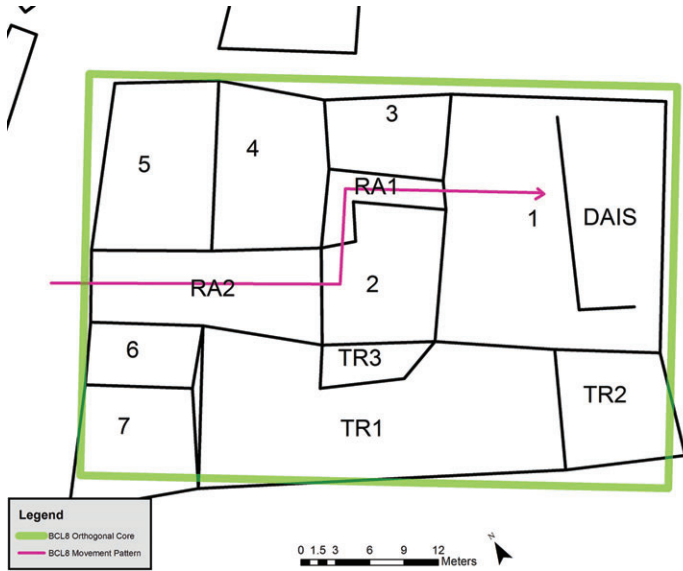 3
5
4
RA1
1
DAIS
RA2
2
6
TR3
TR2
7
TR1
Legend
BCL8 Orthogonal Core
BCL8 Movement Pattern
0 1.5 3 6 9 12
Meters
N